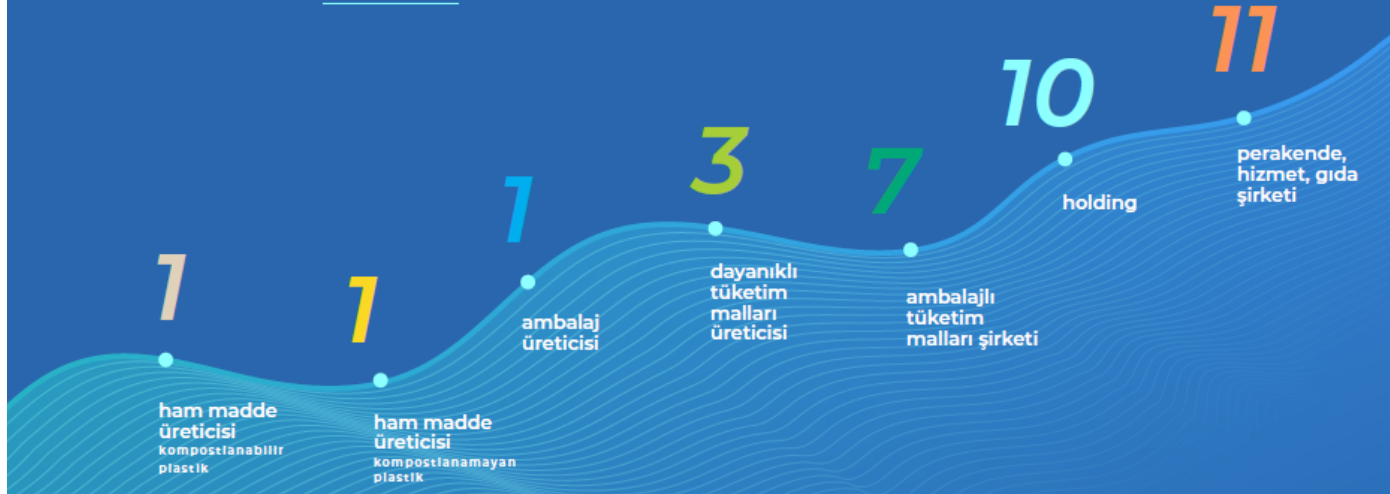 1
ham madde
üreticisi
kompostlanabilir
plastik
1
ham madde
üreticisi
kompostlanamayan
plastik
1
ambalaj
üreticisi
3
dayanıklı
tüketim
malları
üreticisi
7
ambalajlı
tüketim
malları şirketi
10
holding
11
perakende,
hizmet, gıda
şirketi